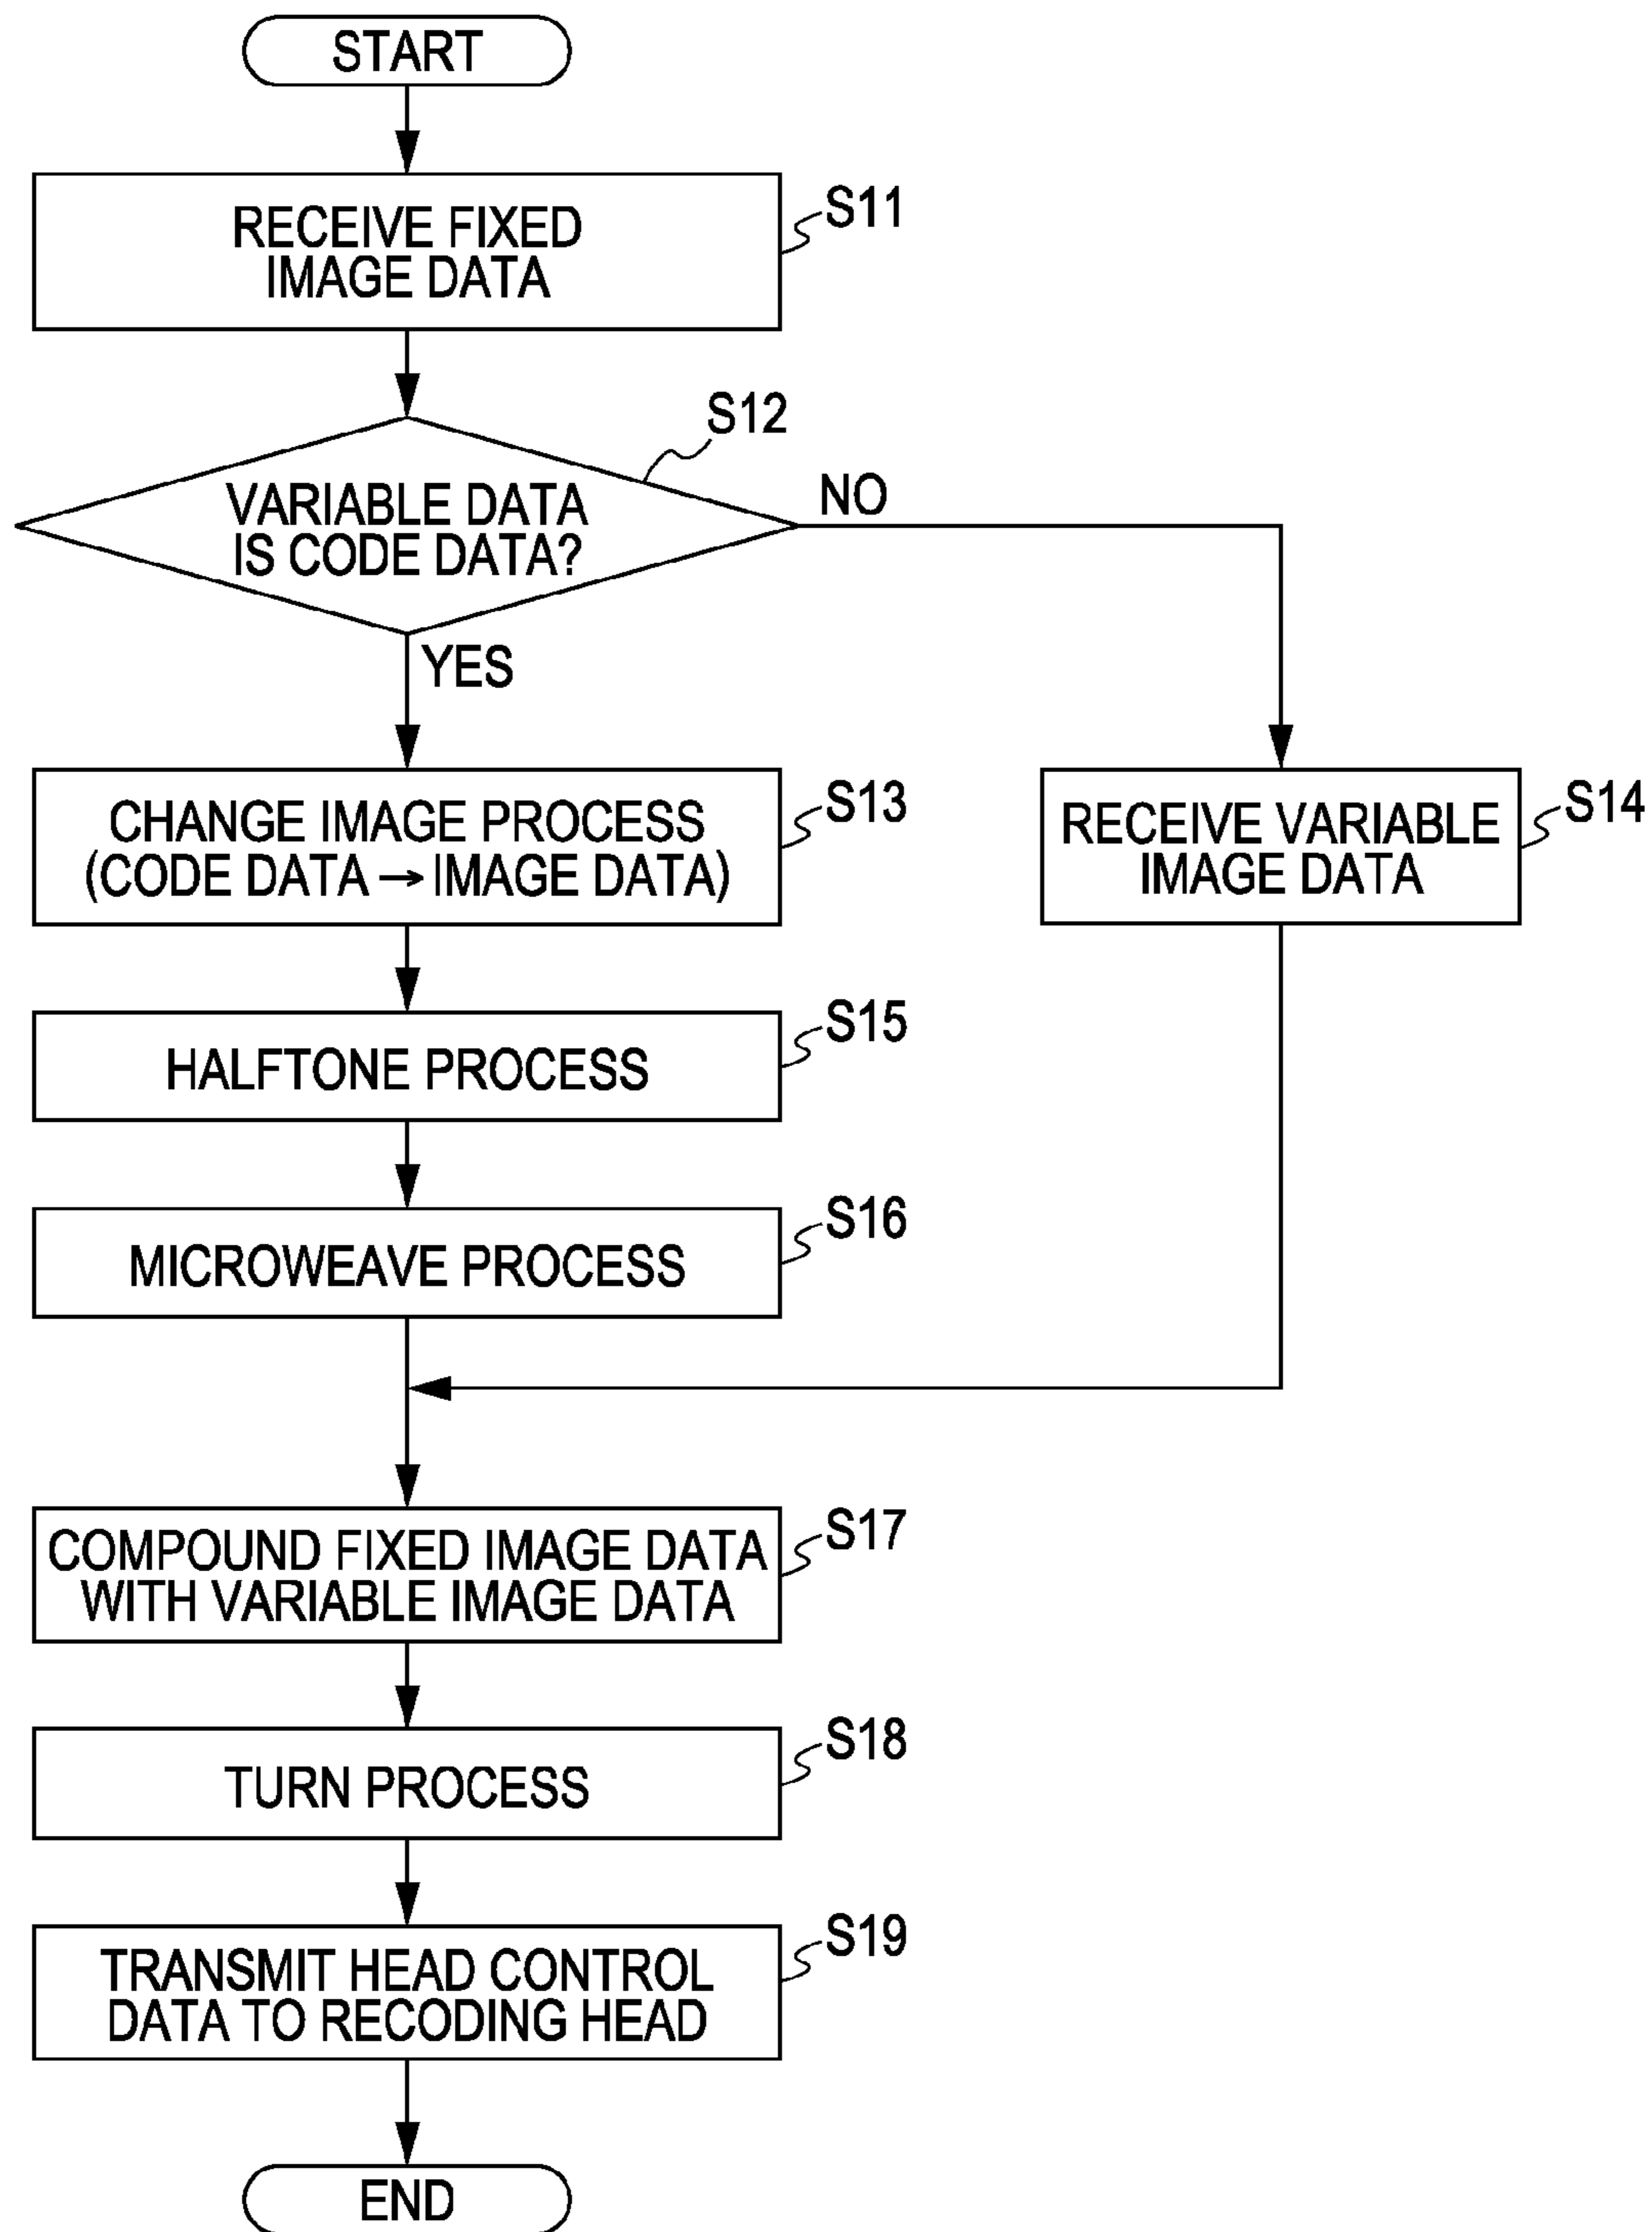 START
RECEIVE FIXED
IMAGE DATA
S11
S12
VARIABLE DATA
IS CODE DATA?
NO
YES
CHANGE IMAGE PROCESS
(CODE DATA → IMAGE DATA)
S13
RECEIVE VARIABLE
IMAGE DATA
S14
HALFTONE PROCESS
S15
MICROWEAVE PROCESS
S16
COMPOUND FIXED IMAGE DATA
WITH VARIABLE IMAGE DATA
S17
TURN PROCESS
S18
TRANSMIT HEAD CONTROL
DATA TO RECODING HEAD
S19
END